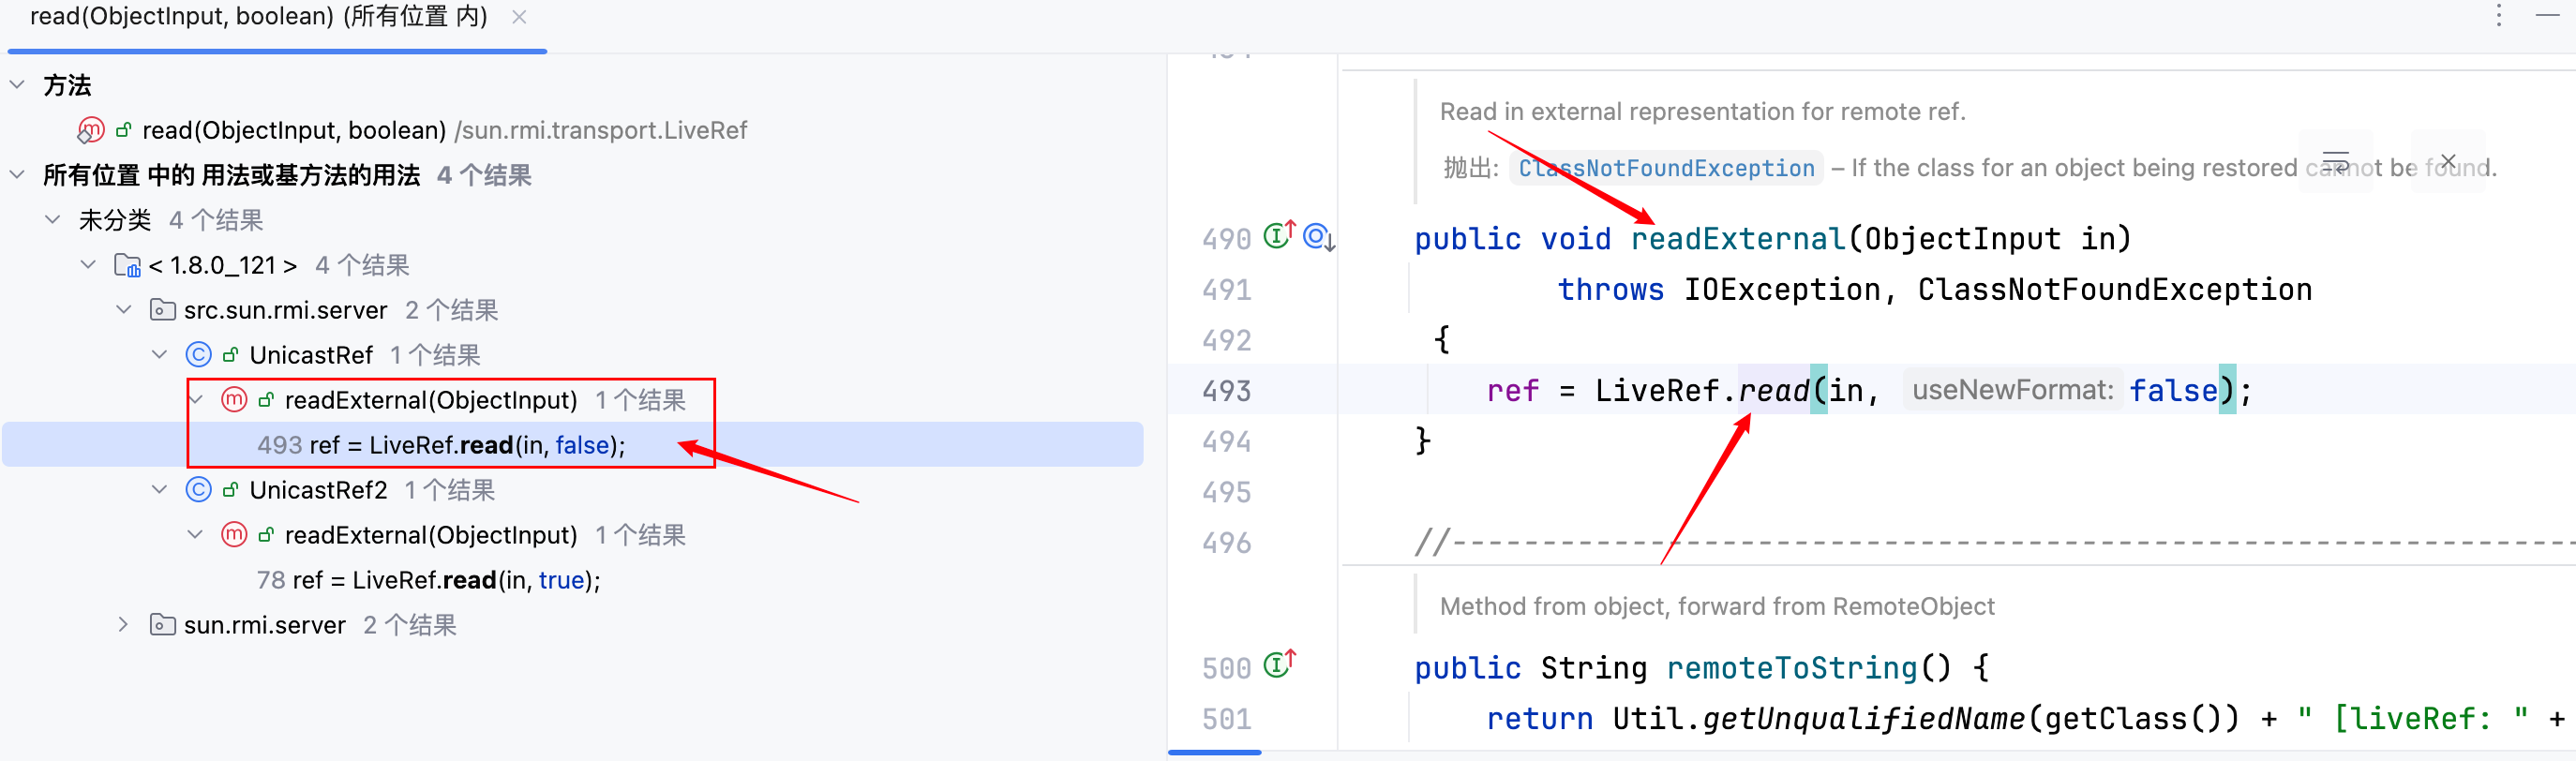 read(ObjectInput, boolean) (所有位置 内)
方法
read(ObjectInput, boolean) /sun.rmi.transport.LiveRef
所有位置 中的 用法或基方法的用法 4 个结果
未分类 4 个结果
< 1.8.0_121 > 4 个结果
src.sun.rmi.server 2 个结果
UnicastRef 1 个结果
readExternal(ObjectInput) 1 个结果
493 ref = LiveRef.read(in, false);
UnicastRef2 1 个结果
readExternal(ObjectInput) 1 个结果
78 ref = LiveRef.read(in, true);
sun.rmi.server 2 个结果
Read in external representation for remote ref.
抛出: ClassNotFoundException – If the class for an object being restored cannot be found.
490 public void readExternal(ObjectInput in)
491 throws IOException, ClassNotFoundException
492 {
493 ref = LiveRef.read(in, useNewFormat: false);
494 }
495
496 //----------------------------------------------------------------
Method from object, forward from RemoteObject
500 public String remoteToString() {
501 return Util.getUnqualifiedName(getClass()) + " [liveRef: " +